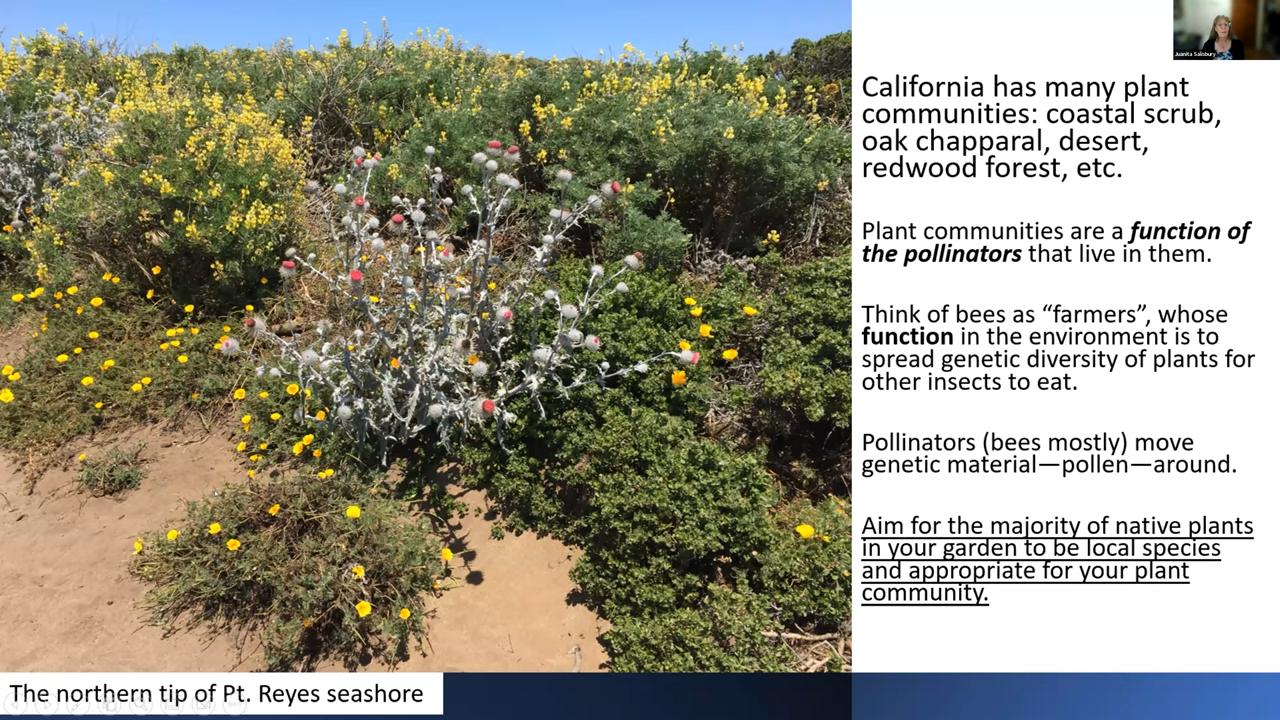 Juanita Salisbury
California has many plant
communities: coastal scrub,
oak chapparal, desert,
redwood forest, etc.
Plant communities are a function of
the pollinators that live in them.
Think of bees as “farmers”, whose
function in the environment is to
spread genetic diversity of plants for
other insects to eat.
Pollinators (bees mostly) move
genetic material—pollen—around.
Aim for the majority of native plants
in your garden to be local species
and appropriate for your plant
community.
The northern tip of Pt. Reyes seashore